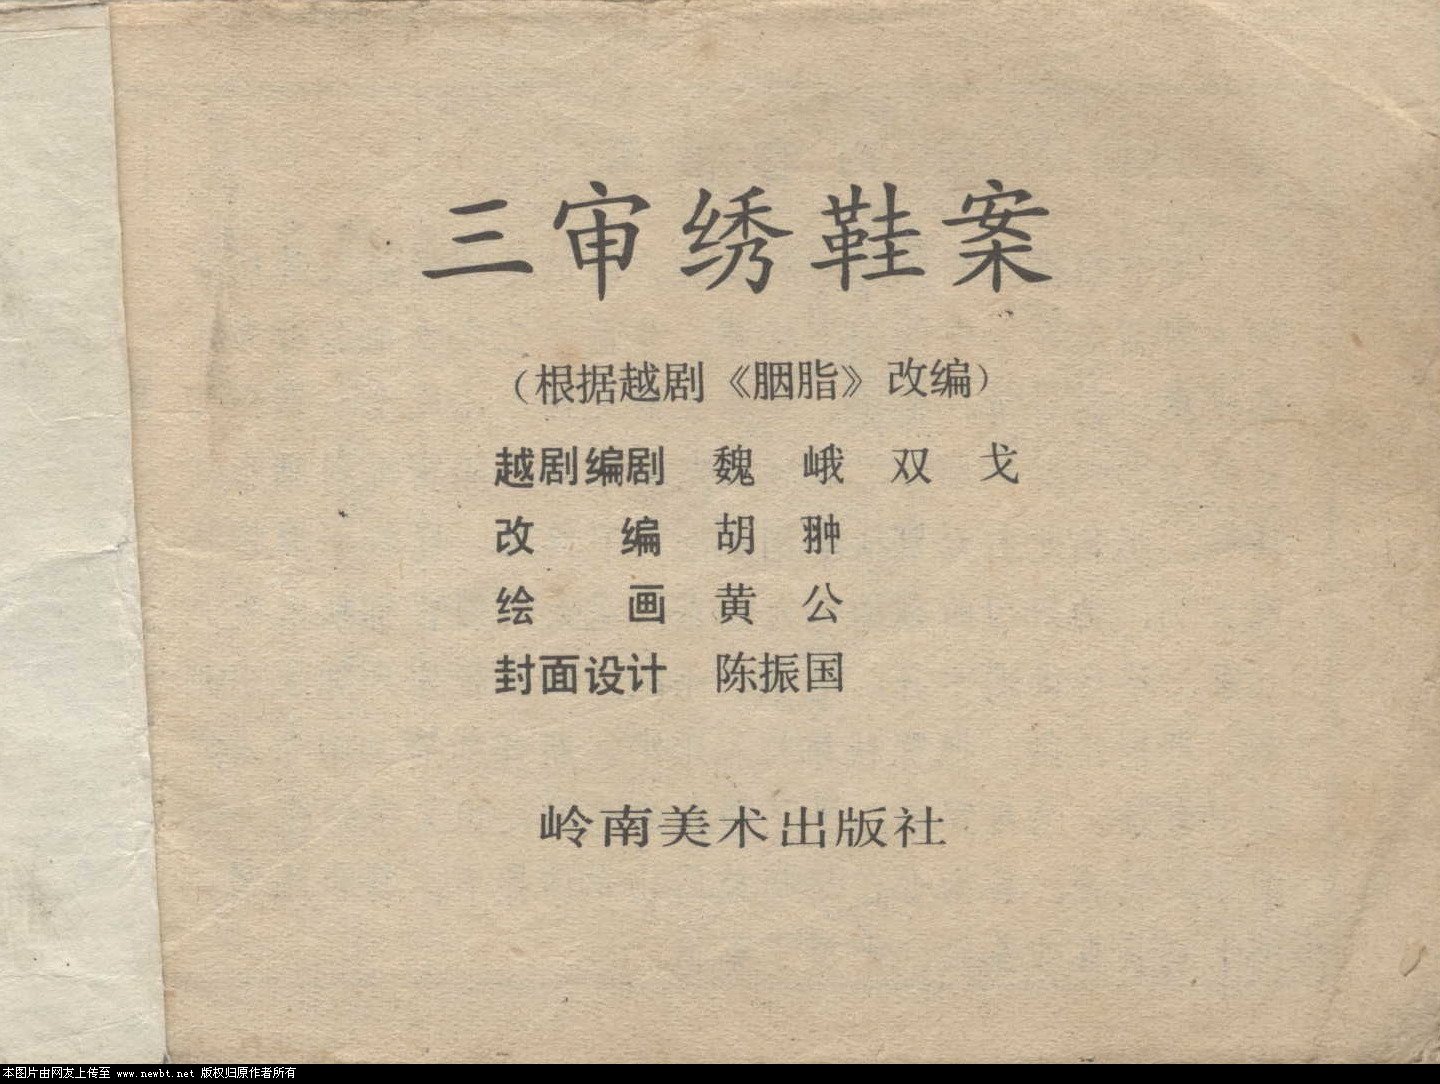 三审绣鞋案
（根据越剧《胭脂》改编）
越剧编剧 魏峨 双戈
改编 胡翀
绘画 黄公
封面设计 陈振国
岭南美术出版社
本图片由网友上传至 www.newbt.net 版权归原作者所有